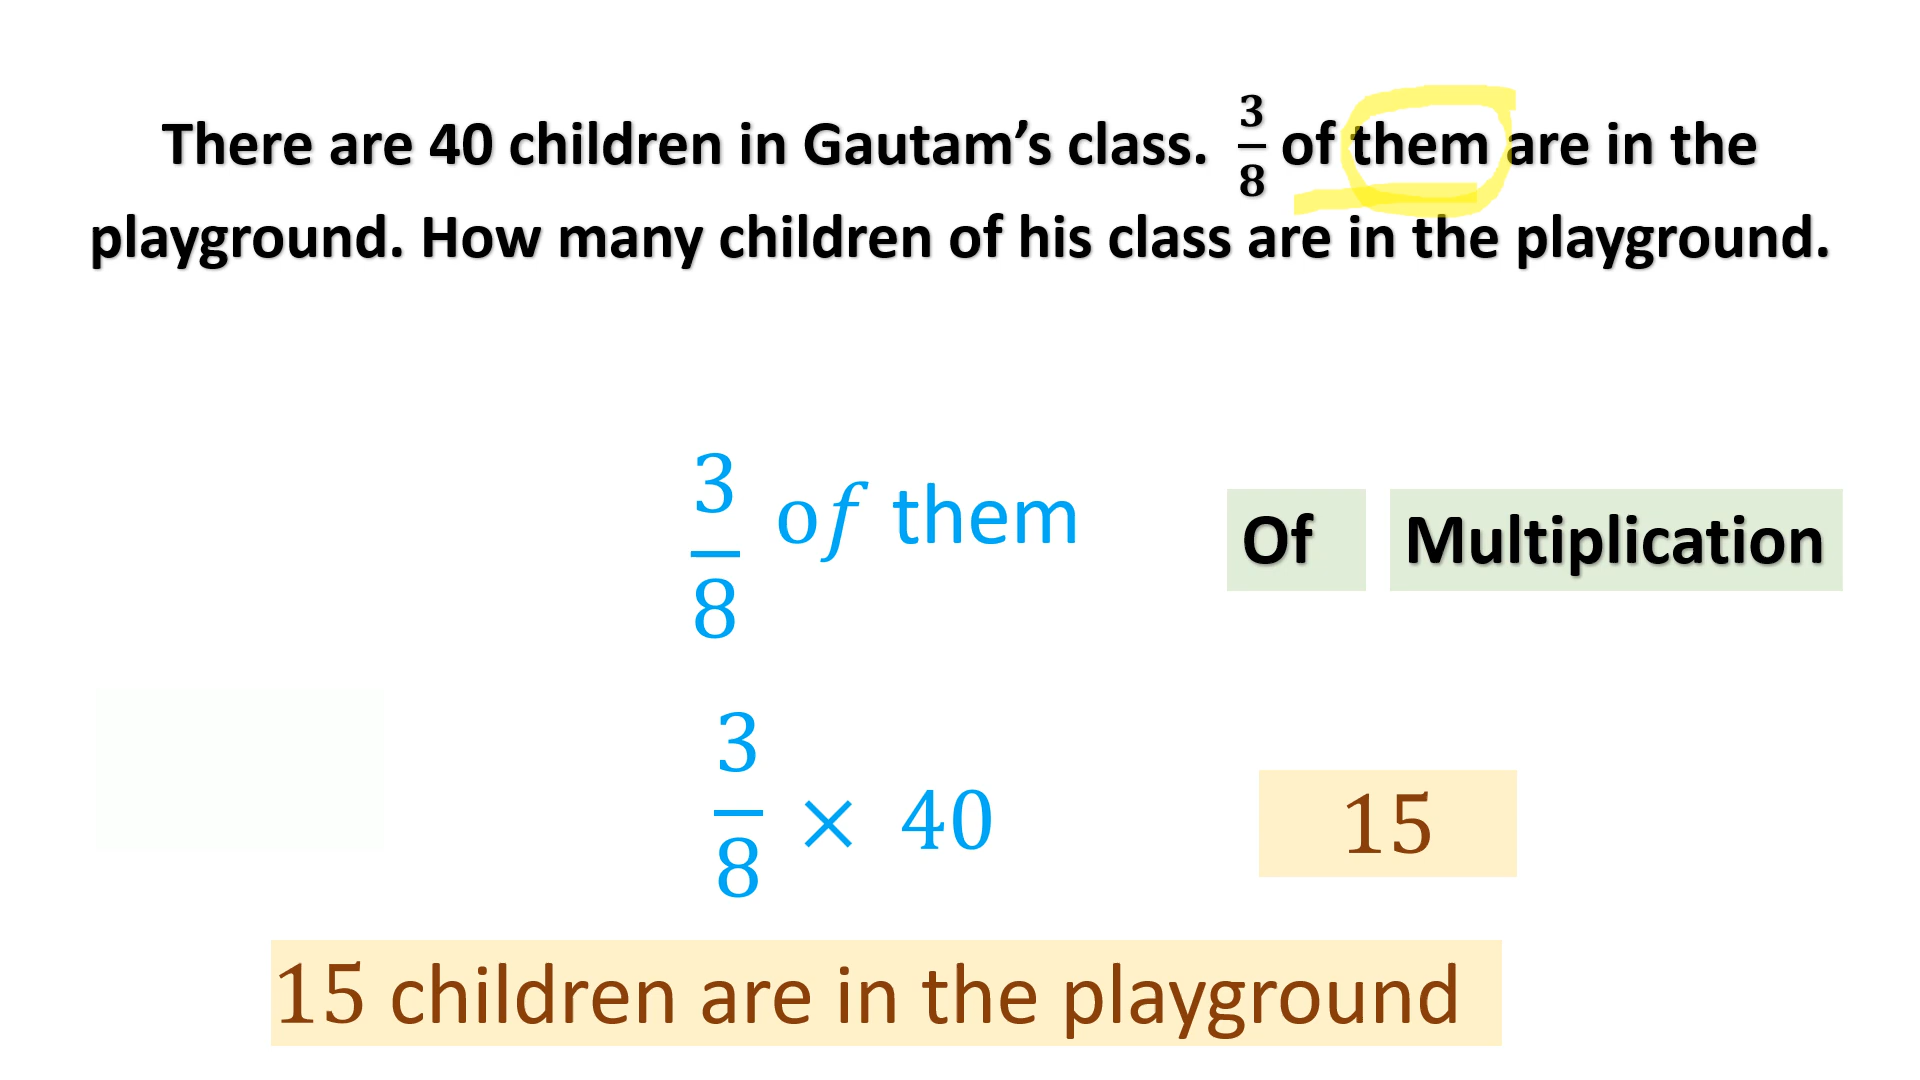 There are 40 children in Gautam’s class. 3/8 of them are in the
playground. How many children of his class are in the playground.
3/8 of them
Of Multiplication
3/8 × 40
15
15 children are in the playground